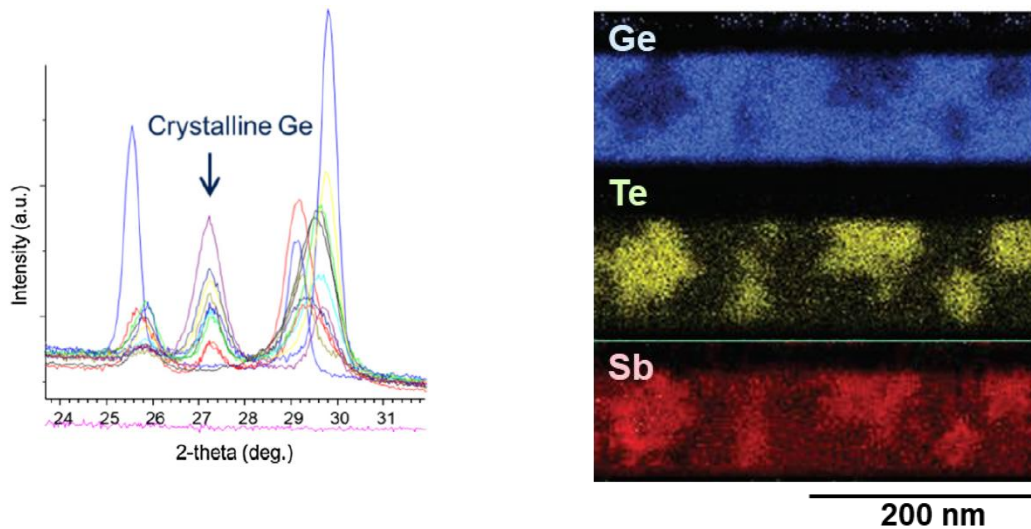 Crystalline Ge
Intensity (a.u.)
24 25 26 27 28 29 30 31
2-theta (deg.)
Ge
Te
Sb
200 nm